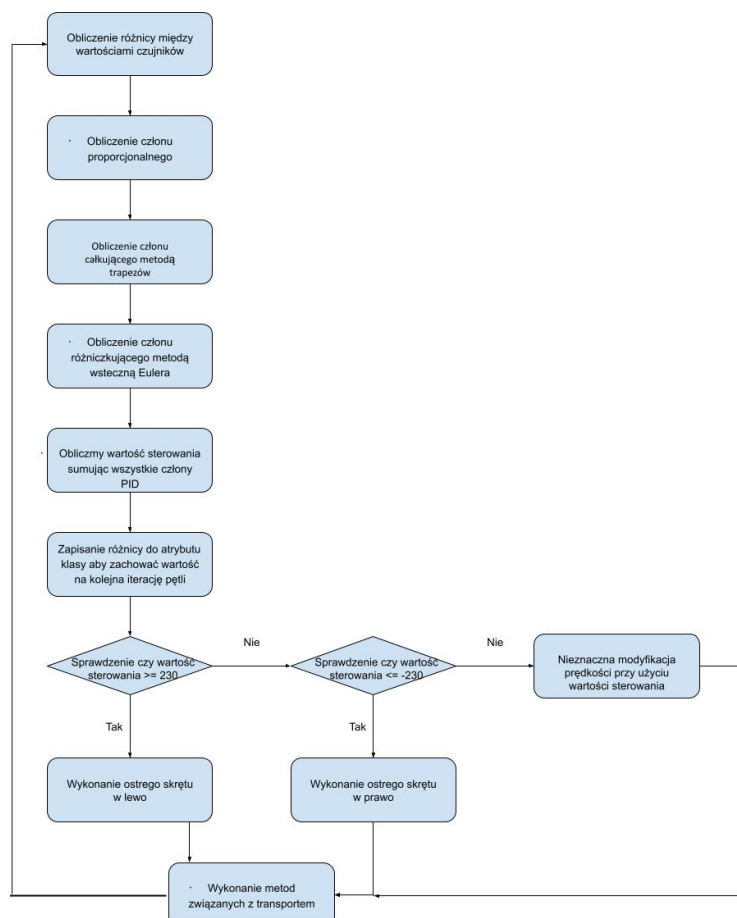 Obliczenie różnicy między
wartościami czujników
· Obliczenie członu
proporcjonalnego
Obliczenie członu
całkującego metodą
trapezów
· Obliczenie członu
różniczkującego metodą
wsteczną Eulera
· Obliczmy wartość sterowania
sumując wszystkie człony
PID
Zapisanie różnicy do atrybutu
klasy aby zachować wartość
na kolejna iterację pętli
Sprawdzenie czy wartość
sterowania >= 230
Nie
Sprawdzenie czy wartość
sterowania <= -230
Nie
Nieznaczna modyfikacja
prędkości przy użyciu
wartości sterowania
Tak
Tak
Wykonanie ostrego skrętu
w lewo
Wykonanie ostrego skrętu
w prawo
· Wykonanie metod
związanych z transportem